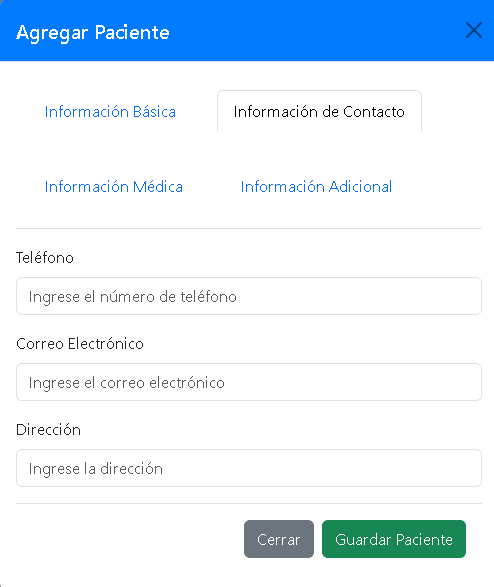 Agregar Paciente
Información Básica
Información de Contacto
Información Médica
Información Adicional
Teléfono
Ingrese el número de teléfono
Correo Electrónico
Ingrese el correo electrónico
Dirección
Ingrese la dirección
Cerrar
Guardar Paciente